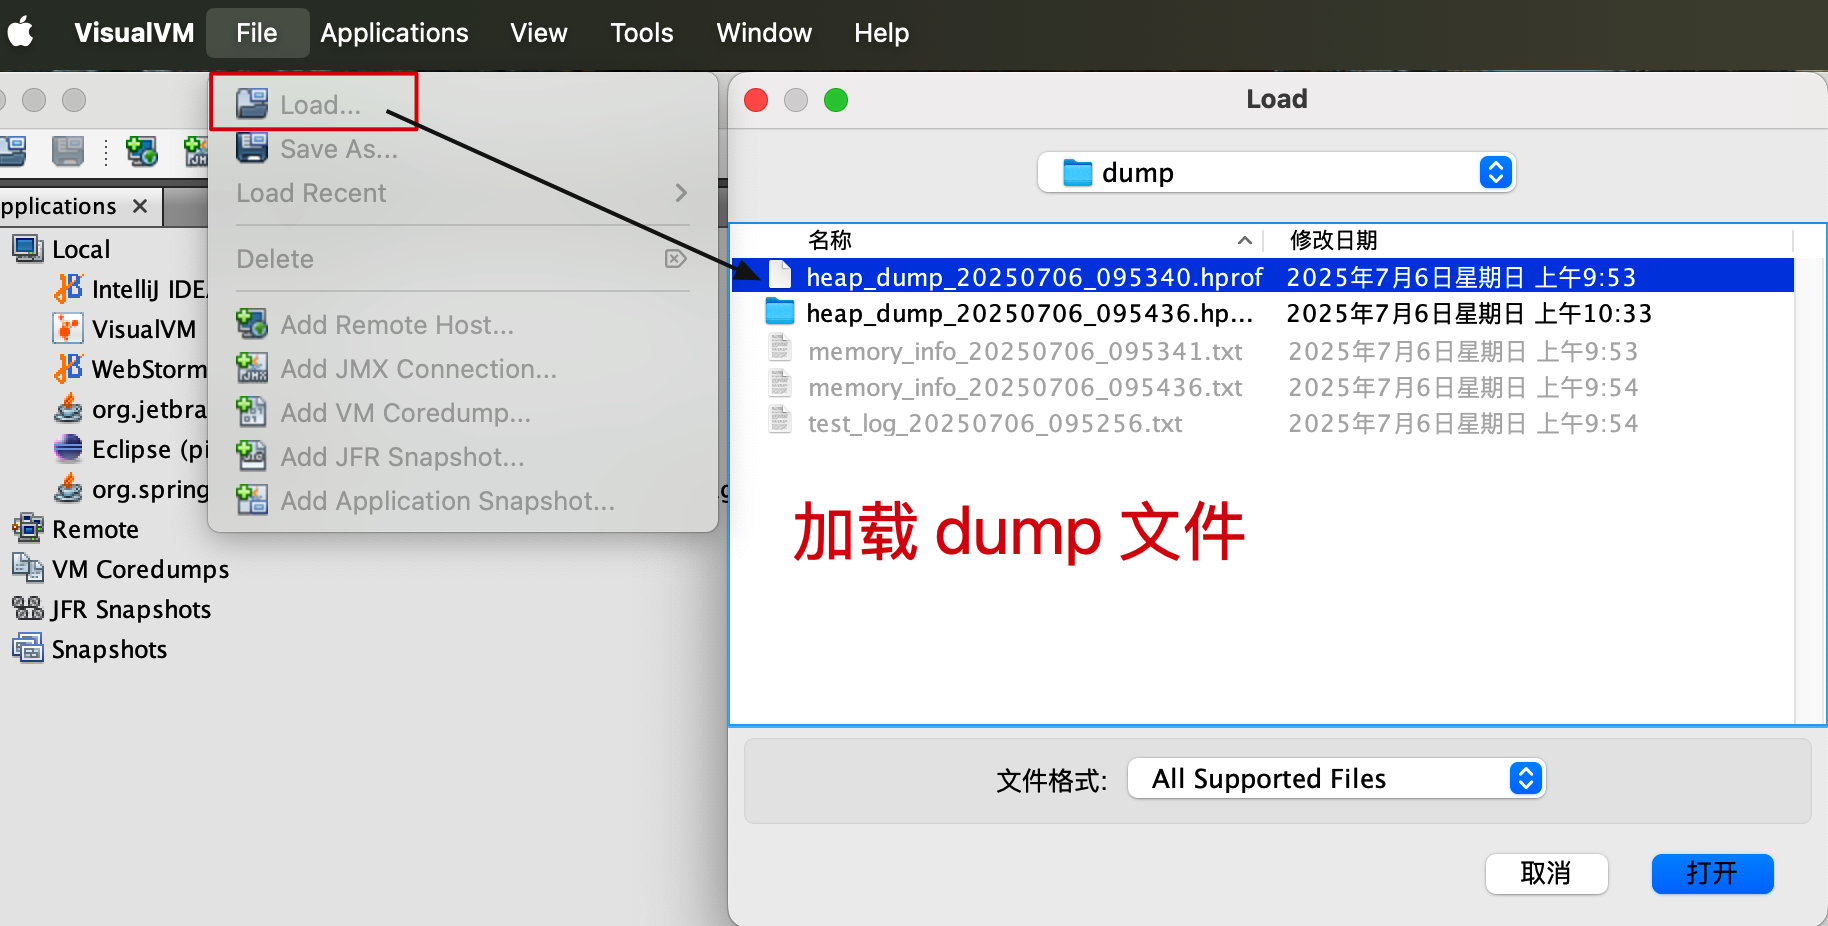 VisualVM File Applications View Tools Window Help
Load...
Save As...
Load Recent
Delete
Add Remote Host...
Add JMX Connection...
Add VM Coredump...
Add JFR Snapshot...
Add Application Snapshot...
pplications
Local
IntelliJ IDEA
VisualVM
WebStorm
org.jetbra
Eclipse (pi
org.spring
Remote
VM Coredumps
JFR Snapshots
Snapshots
Load
dump
名称 修改日期
heap_dump_20250706_095340.hprof 2025年7月6日星期日 上午9:53
heap_dump_20250706_095436.hp... 2025年7月6日星期日 上午10:33
memory_info_20250706_095341.txt 2025年7月6日星期日 上午9:53
memory_info_20250706_095436.txt 2025年7月6日星期日 上午9:54
test_log_20250706_095256.txt 2025年7月6日星期日 上午9:54
加载 dump 文件
文件格式: All Supported Files
取消 打开